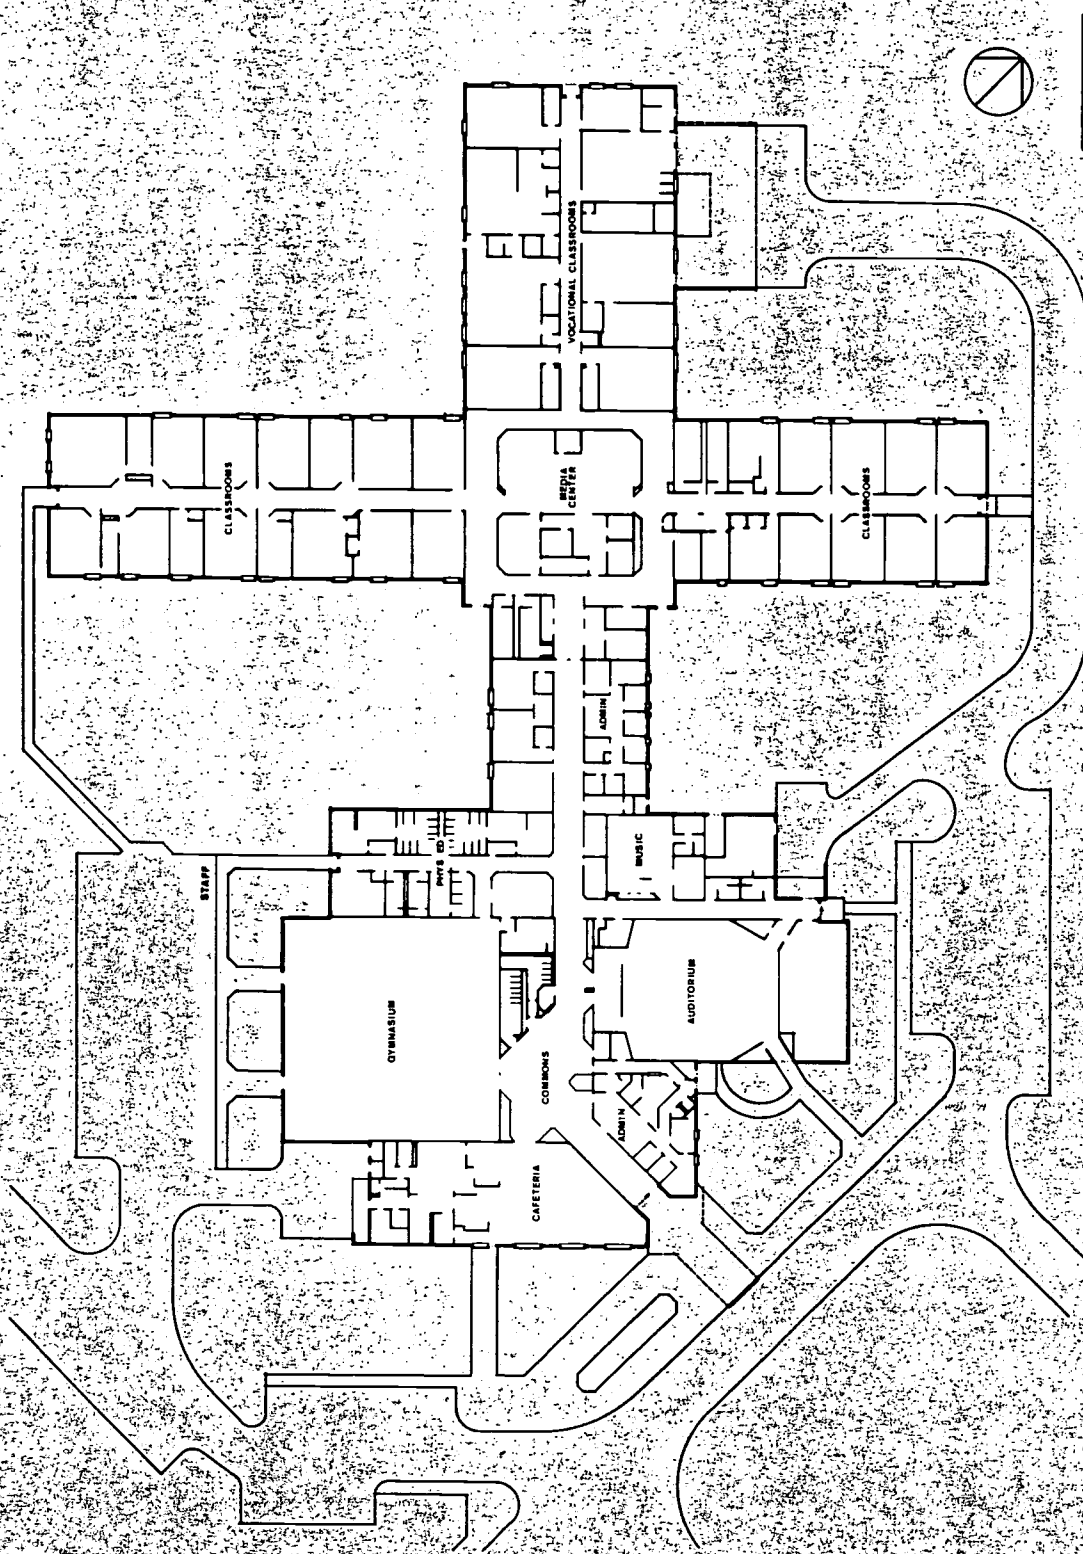 VOCATIONAL CLASSROOMS
CLASSROOMS
MEDIA
CENTER
CLASSROOMS
ADMIN
MUSIC
PHYS ED
STAFF
GYMNASIUM
AUDITORIUM
COMMONS
ADMIN
CAFETERIA